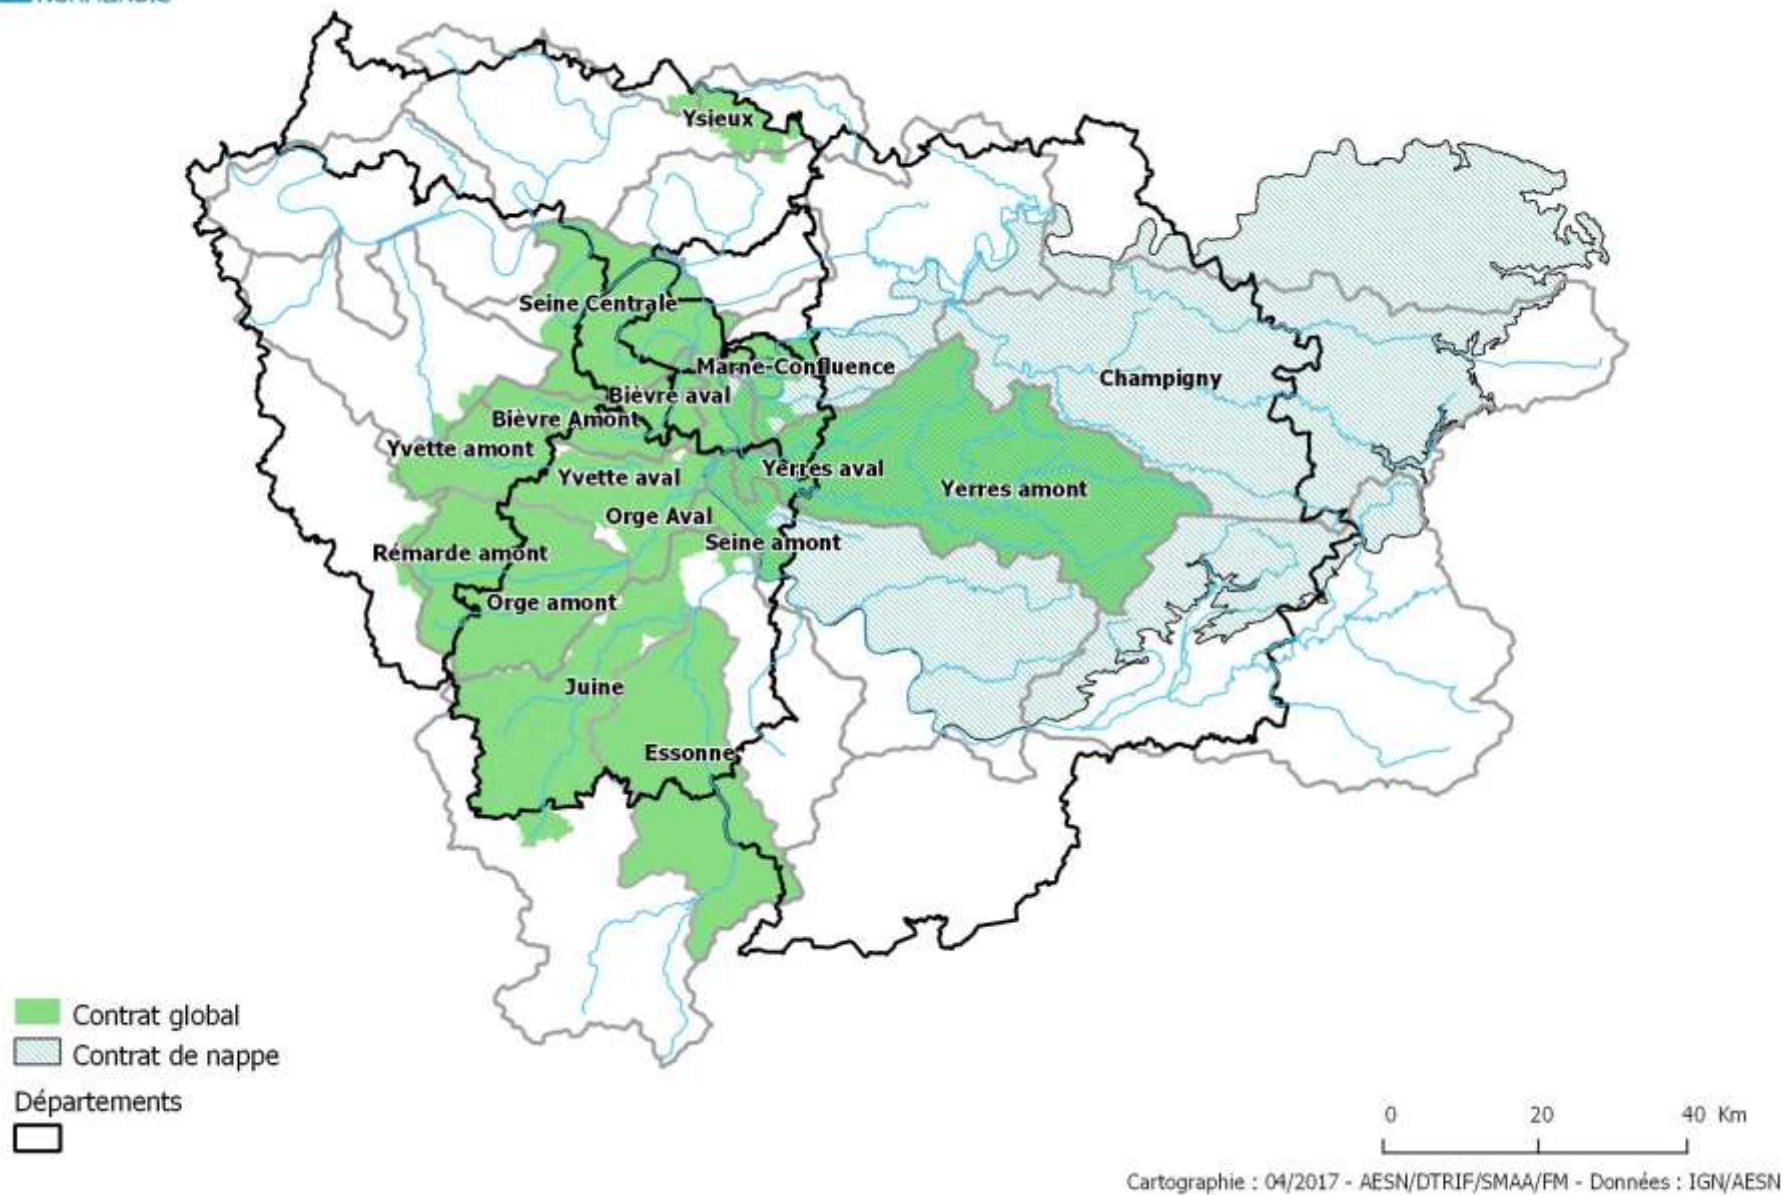 Ysieux
Seine Centrale
Marne-Confluence
Champigny
Bièvre aval
Bièvre Amont
Yvette amont
Yerres aval
Yvette aval
Yerres amont
Orge Aval
Seine amont
Rémarde amont
Orge amont
Juine
Essonne
Contrat global
Contrat de nappe
Départements
0 20 40 Km
Cartographie : 04/2017 - AESN/DTRIF/SMAA/FM - Données : IGN/AESN